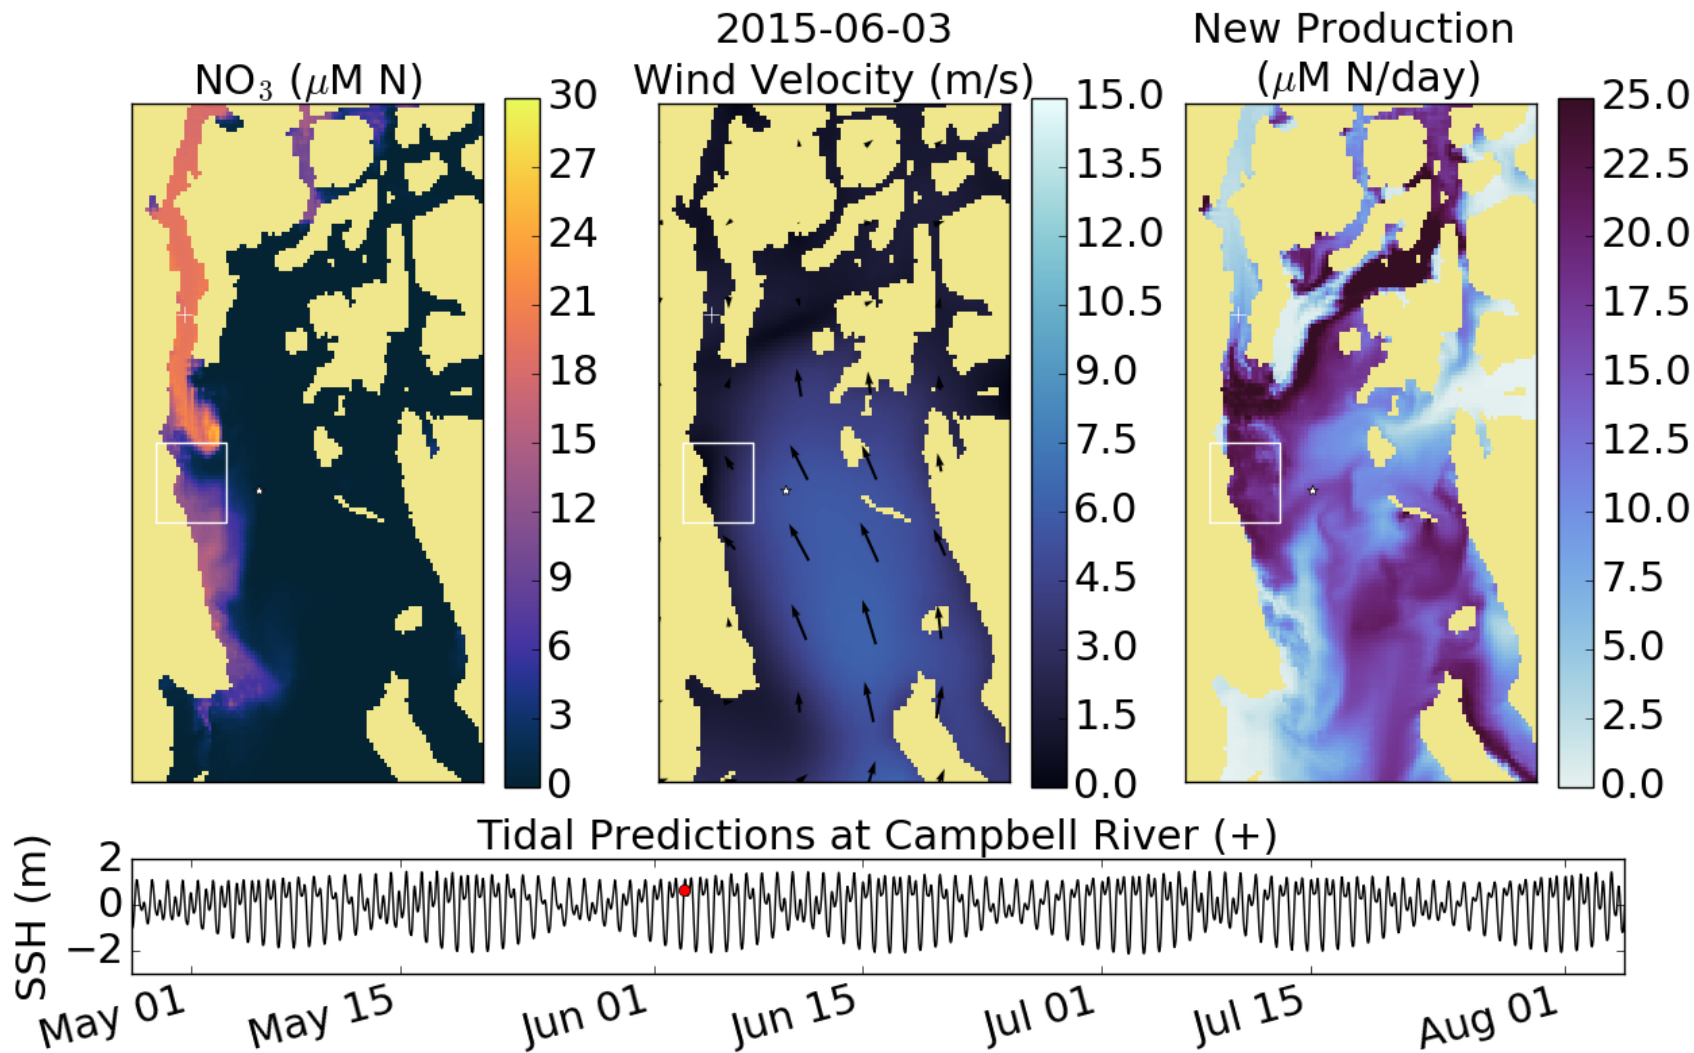 2015-06-03
New Production
NO₃ (μM N)
Wind Velocity (m/s)
(μM N/day)
30
27
24
21
18
15
12
9
6
3
0
15.0
13.5
12.0
10.5
9.0
7.5
6.0
4.5
3.0
1.5
0.0
25.0
22.5
20.0
17.5
15.0
12.5
10.0
7.5
5.0
2.5
0.0
Tidal Predictions at Campbell River (+)
SSH (m)
2
0
−2
May 01
May 15
Jun 01
Jun 15
Jul 01
Jul 15
Aug 01